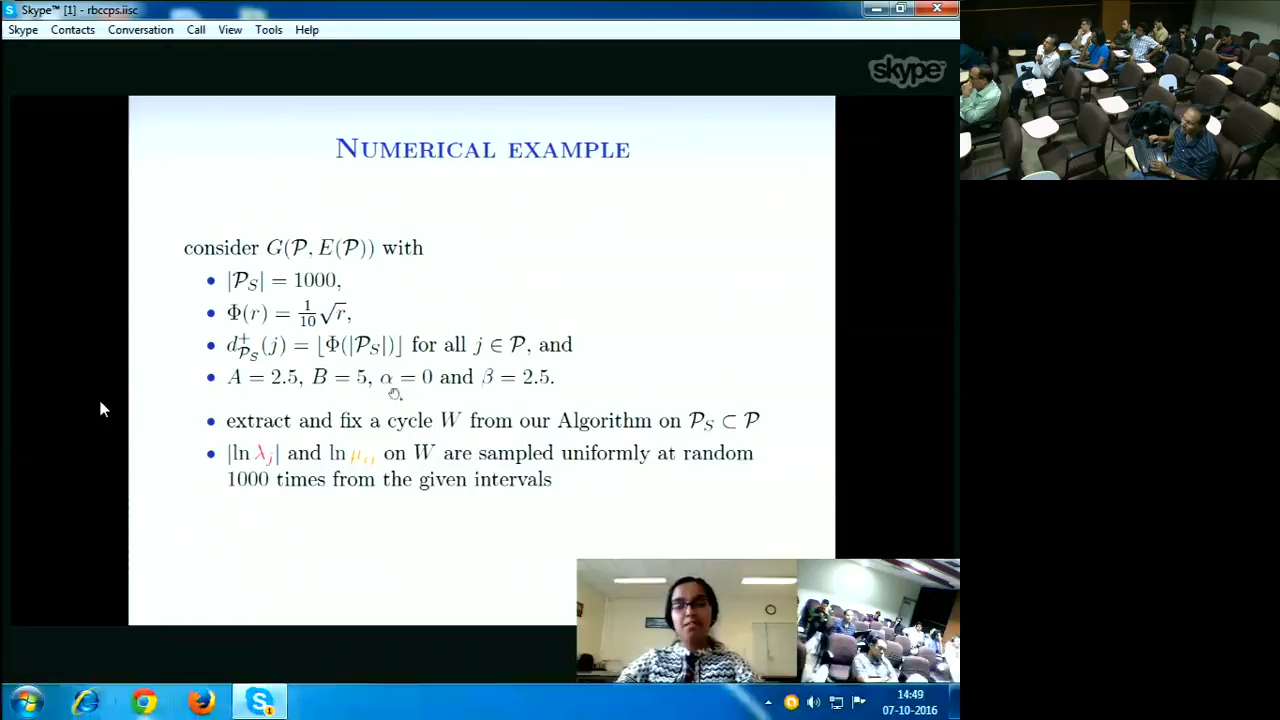 Skype™ [1] - rbccps.iisc
Skype Contacts Conversation Call View Tools Help
skype
NUMERICAL EXAMPLE
consider G(𝒫, E(𝒫)) with
• |𝒫_S| = 1000,
• Φ(r) = 1/10 √r,
• d⁺_{𝒫_S}(j) = ⌊Φ(|𝒫_S|)⌋ for all j ∈ 𝒫, and
• A = 2.5, B = 5, α = 0 and β = 2.5.
• extract and fix a cycle W from our Algorithm on 𝒫_S ⊂ 𝒫
• |ln λ_j| and ln μ_{ij} on W are sampled uniformly at random
1000 times from the given intervals
14:49
07-10-2016